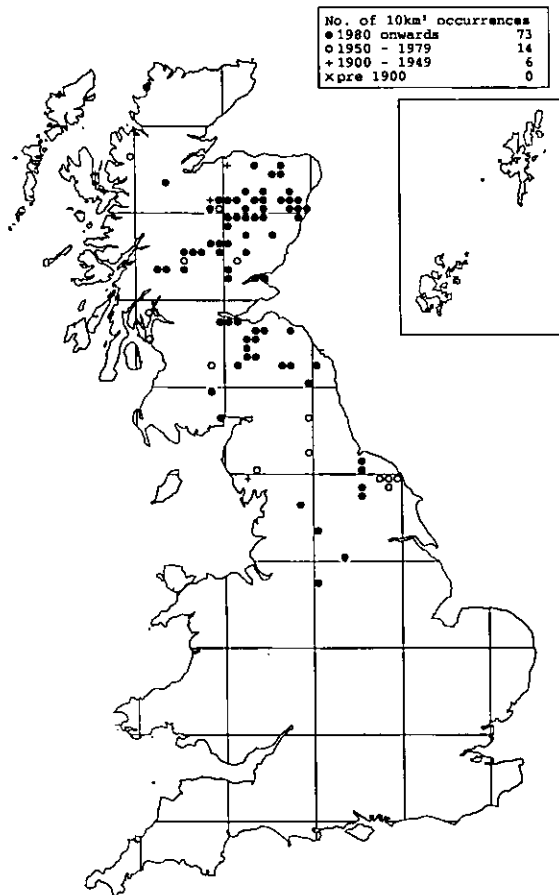 No. of 10km² occurrences
● 1980 onwards 73
○ 1950 - 1979 14
+ 1900 - 1949 6
× pre 1900 0